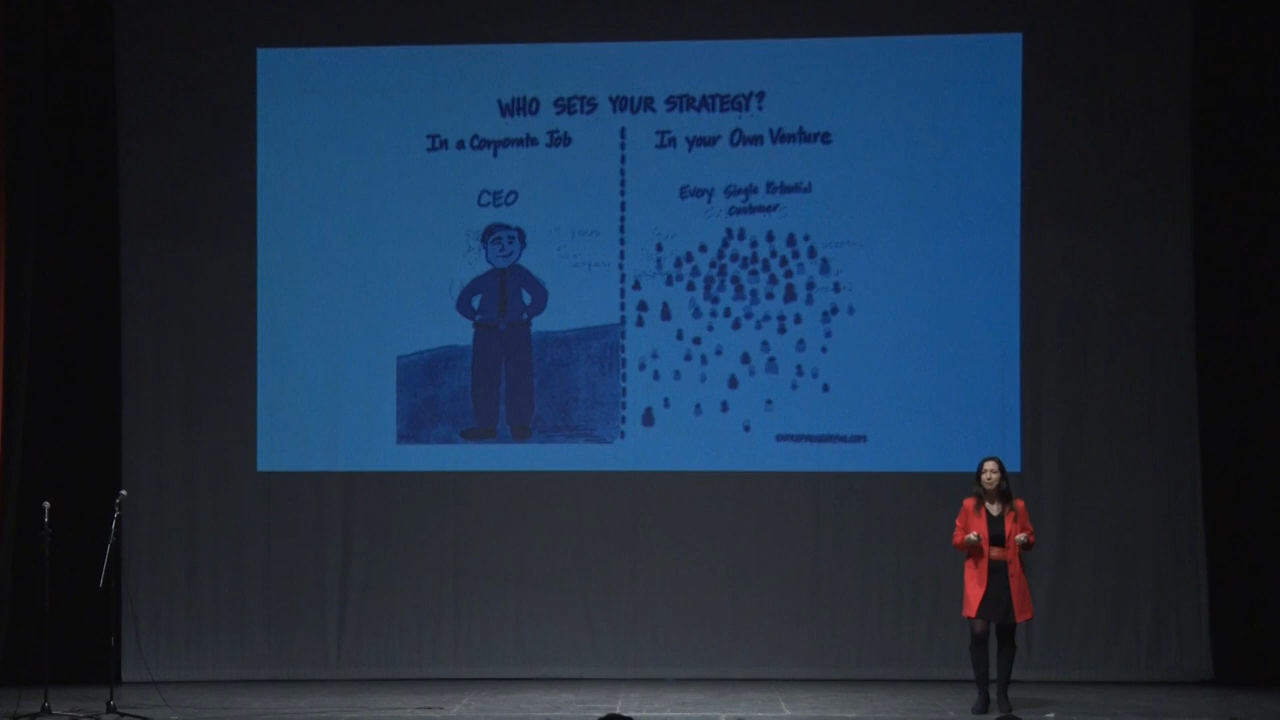 WHO SETS YOUR STRATEGY?
In a Corporate Job
In your Own Venture
CEO
Every Single Potential
Customer